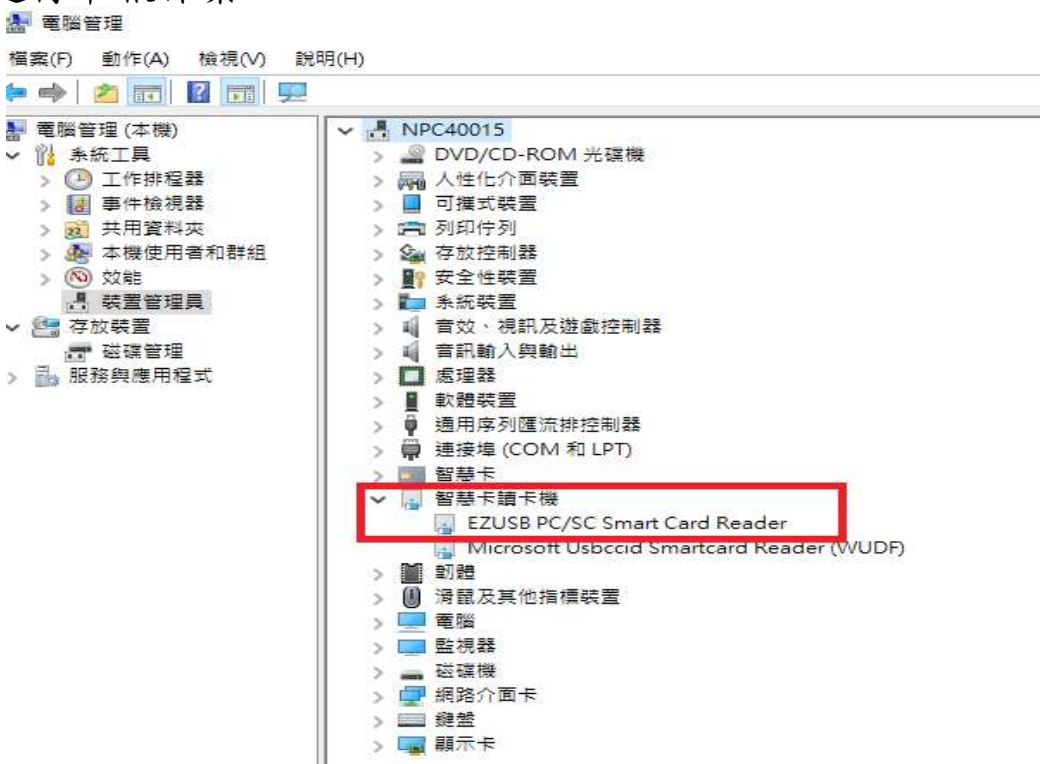 電腦管理
檔案(F) 動作(A) 檢視(V) 說明(H)
電腦管理 (本機)
系統工具
工作排程器
事件檢視器
共用資料夾
本機使用者和群組
效能
裝置管理員
存放裝置
磁碟管理
服務與應用程式
NPC40015
DVD/CD-ROM 光碟機
人性化介面裝置
可攜式裝置
列印佇列
存放控制器
安全性裝置
系統裝置
音效、視訊及遊戲控制器
音訊輸入與輸出
處理器
軟體裝置
通用序列匯流排控制器
連接埠 (COM 和 LPT)
智慧卡
智慧卡讀卡機
EZUSB PC/SC Smart Card Reader
Microsoft Usbccid Smartcard Reader (WUDF)
韌體
滑鼠及其他指標裝置
電腦
監視器
磁碟機
網路介面卡
鍵盤
顯示卡